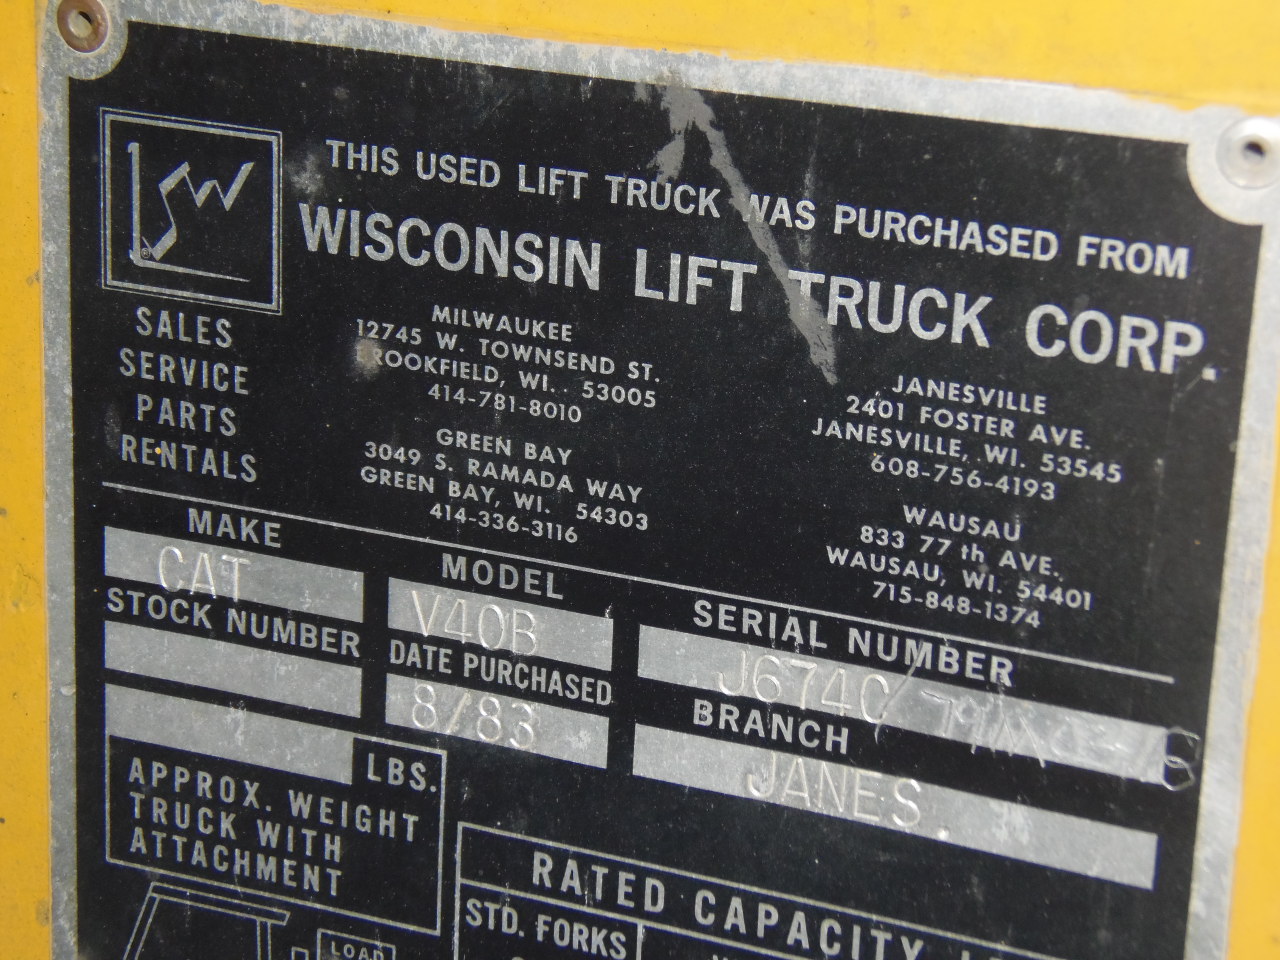 LSW
®
THIS USED LIFT TRUCK WAS PURCHASED FROM
WISCONSIN LIFT TRUCK CORP.
SALES
SERVICE
PARTS
RENTALS
MILWAUKEE
12745 W. TOWNSEND ST.
BROOKFIELD, WI. 53005
414-781-8010
GREEN BAY
3049 S. RAMADA WAY
GREEN BAY, WI. 54303
414-336-3116
JANESVILLE
2401 FOSTER AVE.
JANESVILLE, WI. 53545
608-756-4193
WAUSAU
833 77 th AVE.
WAUSAU, WI. 54401
715-848-1374
MAKE
CAT
MODEL
V40B
SERIAL NUMBER
J674C
STOCK NUMBER
DATE PURCHASED
8/83
BRANCH
JANES.
LBS.
APPROX. WEIGHT
TRUCK WITH
ATTACHMENT
RATED CAPACITY
STD. FORKS
LOAD